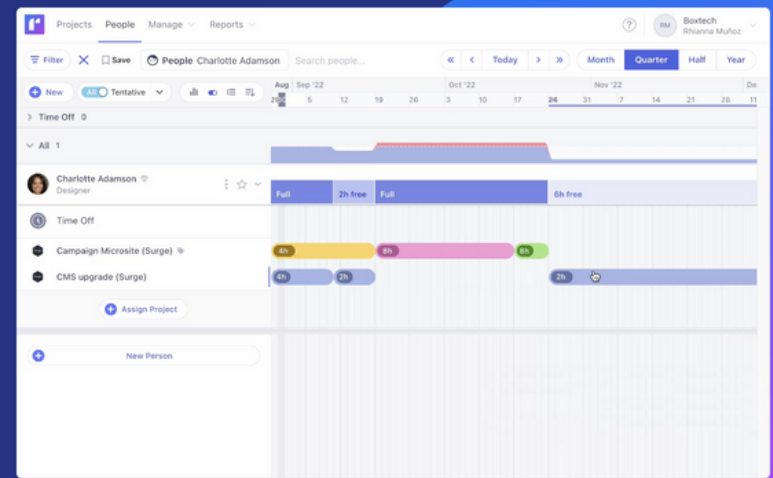 Projects People Manage Reports ? RM Boxtech
Rhianna Muñoz
Filter Save People Charlotte Adamson Search people... « ‹ Today › » Month Quarter Half Year
New All Tentative
Aug Sep '22 Oct '22 Nov '22 De
29 5 12 19 26 3 10 17 24 31 7 14 21 28
Time Off 0
All 1
Charlotte Adamson
Designer
Full 2h free Full 6h free
Time Off
Campaign Microsite (Surge) 4h 8h 8h
CMS upgrade (Surge) 4h 2h 2h
Assign Project
New Person